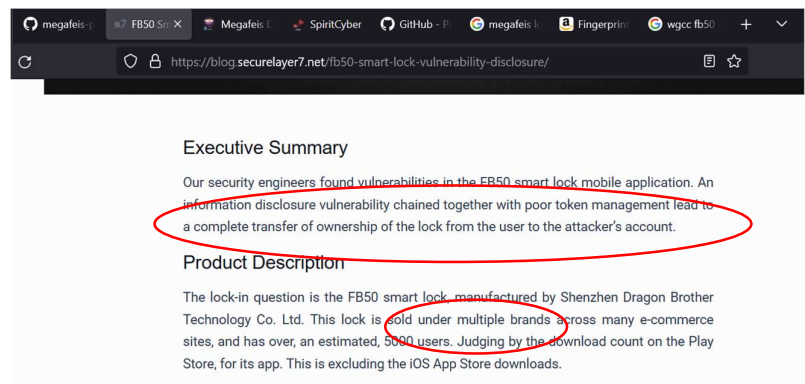 megafeis-p
FB50 Sm
Megafeis D
SpiritCyber
GitHub - P
megafeis lo
Fingerprint
wgcc fb50
https://blog.securelayer7.net/fb50-smart-lock-vulnerability-disclosure/
Executive Summary
Our security engineers found vulnerabilities in the FB50 smart lock mobile application. An
information disclosure vulnerability chained together with poor token management lead to
a complete transfer of ownership of the lock from the user to the attacker's account.
Product Description
The lock-in question is the FB50 smart lock, manufactured by Shenzhen Dragon Brother
Technology Co. Ltd. This lock is sold under multiple brands across many e-commerce
sites, and has over, an estimated, 5000 users. Judging by the download count on the Play
Store, for its app. This is excluding the iOS App Store downloads.